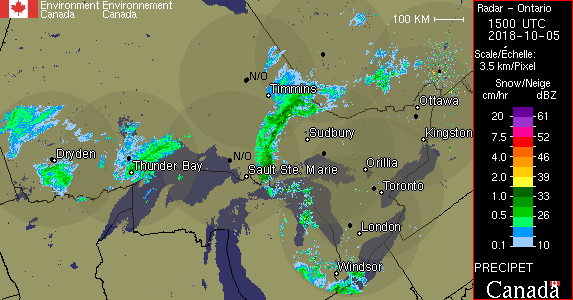 Environment Environnement
Canada Canada
100 KM
Radar - Ontario
1500 UTC
2018-10-05
Scale/Échelle:
3.5 km/Pixel
Snow/Neige
cm/hr dBZ
20 61
7.5 52
4.0 46
2.0 39
1.0 33
0.5 26
0.1 10
PRECIPET
Canada
N/O
Timmins
Ottawa
Sudbury
Kingston
Dryden
N/O
Thunder Bay
Sault Ste. Marie
Orillia
Toronto
London
Windsor